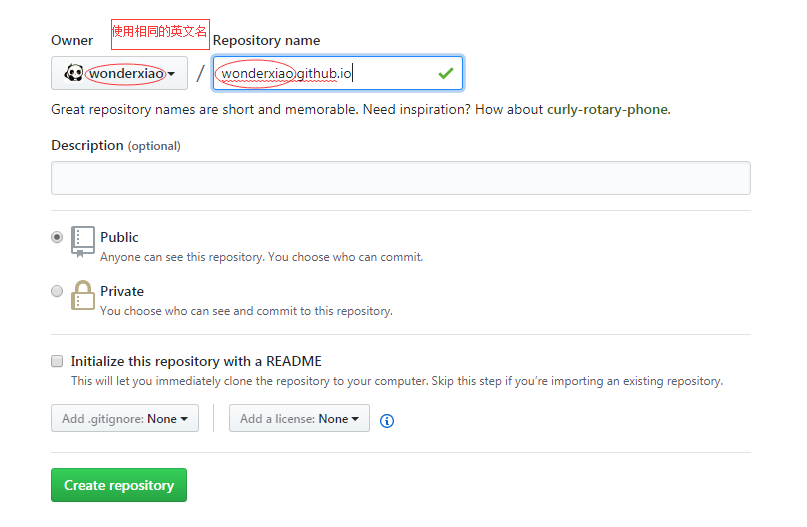 Owner
使用相同的英文名
Repository name
wonderxiao
/
wonderxiao.github.io
Great repository names are short and memorable. Need inspiration? How about curly-rotary-phone.
Description (optional)
Public
Anyone can see this repository. You choose who can commit.
Private
You choose who can see and commit to this repository.
Initialize this repository with a README
This will let you immediately clone the repository to your computer. Skip this step if you're importing an existing repository.
Add .gitignore: None
Add a license: None
Create repository